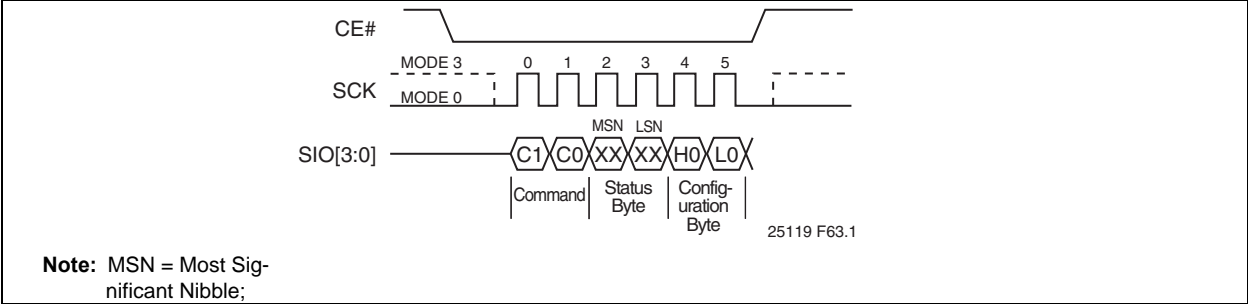 CE#
MODE 3 0 1 2 3 4 5
SCK
MODE 0
MSN LSN
SIO[3:0] C1 C0 XX XX H0 L0
Command Status Byte Config-uration Byte
25119 F63.1
Note: MSN = Most Sig-
nificant Nibble;